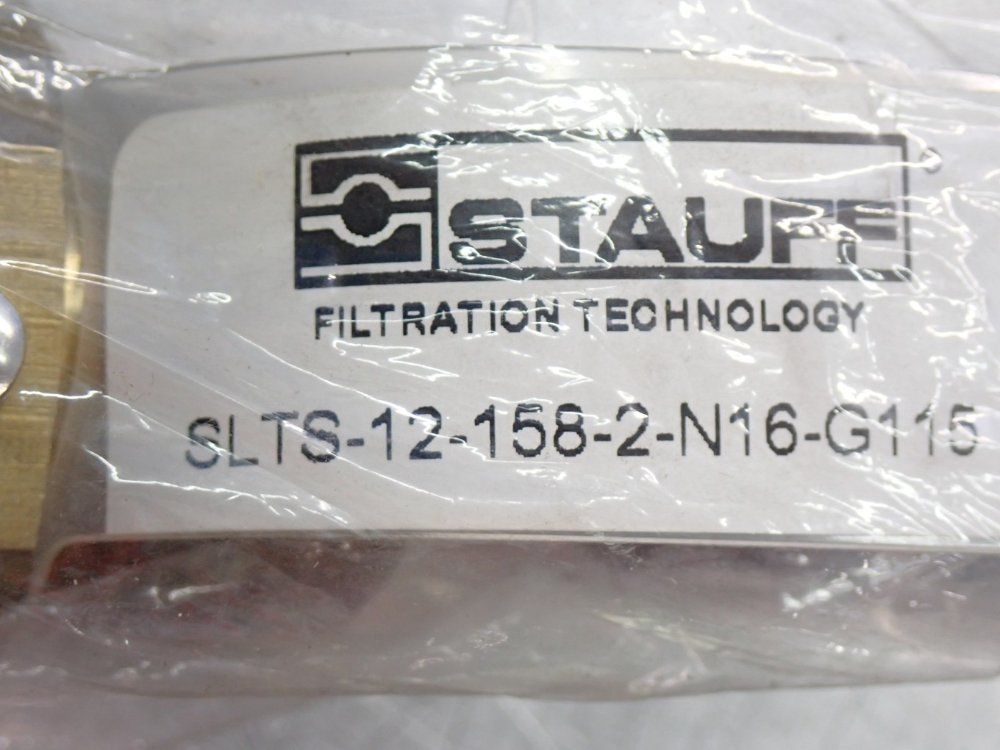 STAUFF
FILTRATION TECHNOLOGY
SLTS-12-158-2-N16-G115